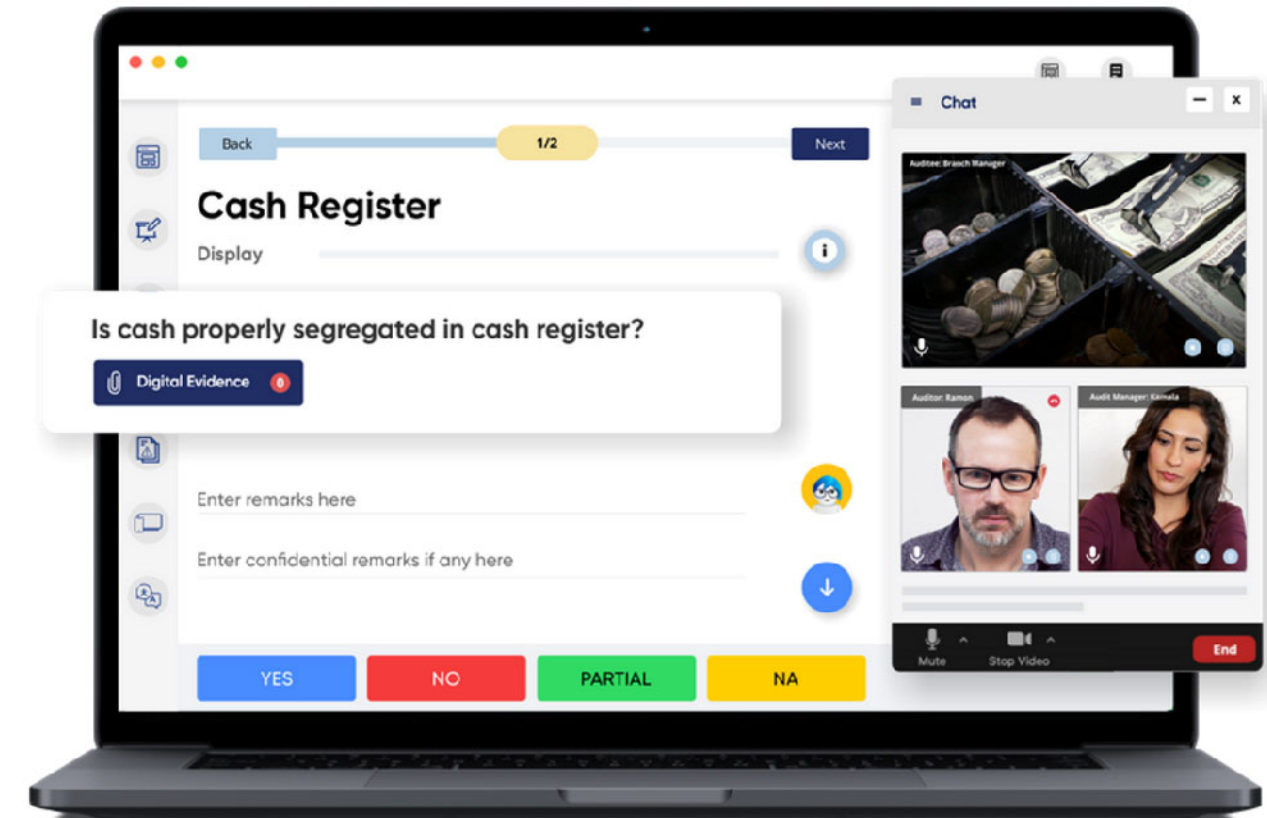 Back
1/2
Next
Cash Register
Display
i
Is cash properly segregated in cash register?
Digital Evidence 0
Enter remarks here
Enter confidential remarks if any here
YES
NO
PARTIAL
NA
Chat
x
Auditee: Branch Manager
Auditor: Ramon
Audit Manager: Kamala
Mute
Stop Video
End